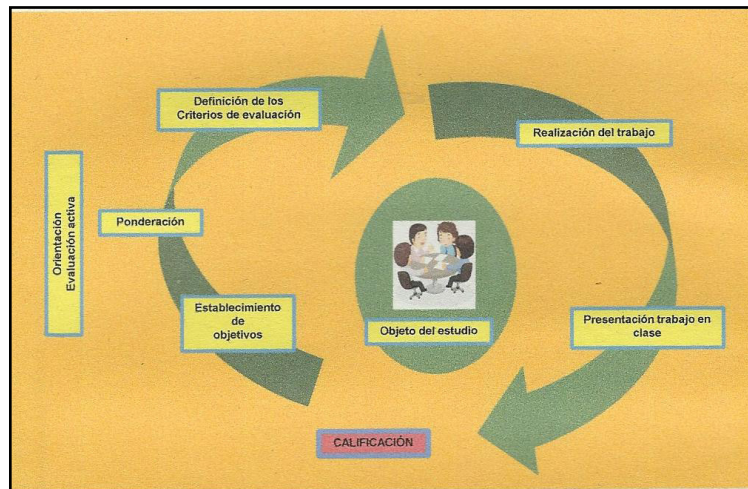 Definición de los
Criterios de evaluación
Realización del trabajo
Orientación
Evaluación activa
Ponderación
Establecimiento
de
objetivos
Objeto del estudio
Presentación trabajo en
clase
CALIFICACIÓN